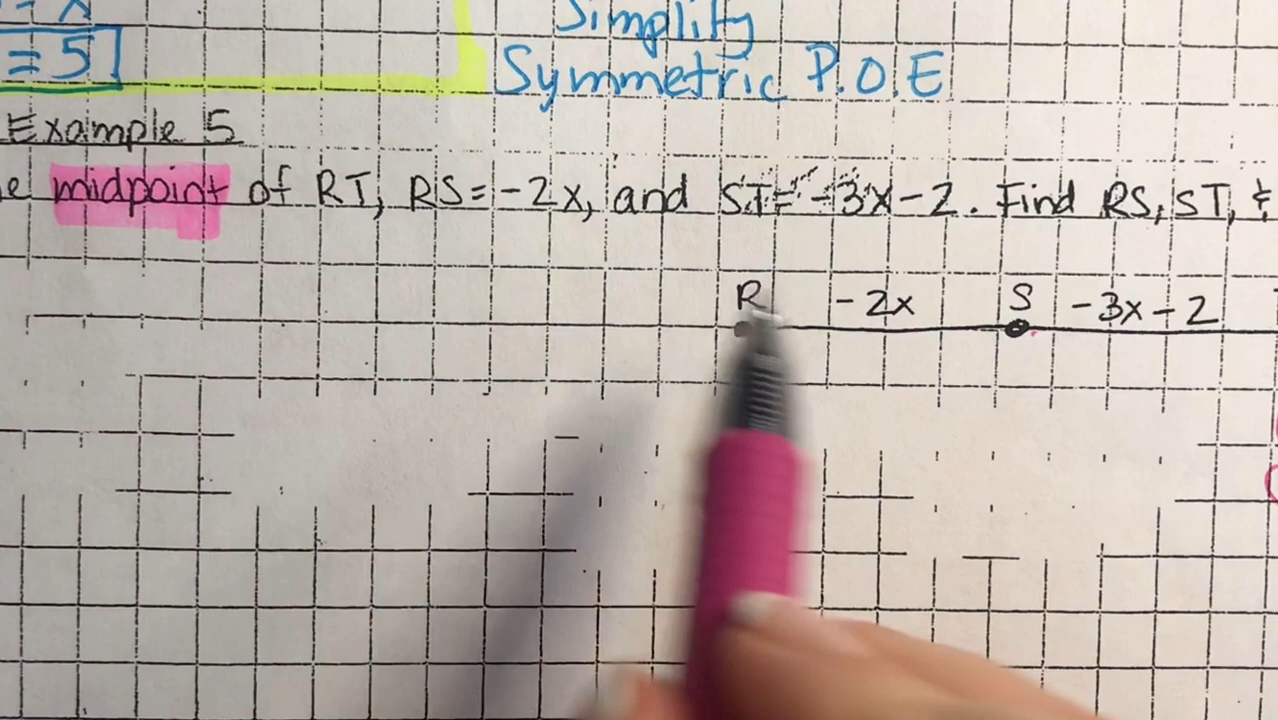 = 5
Simplify
Symmetric P.O.E
Example 5
midpoint of RT, RS = -2x, and ST = -3x-2. Find RS, ST, &
R -2x S -3x-2